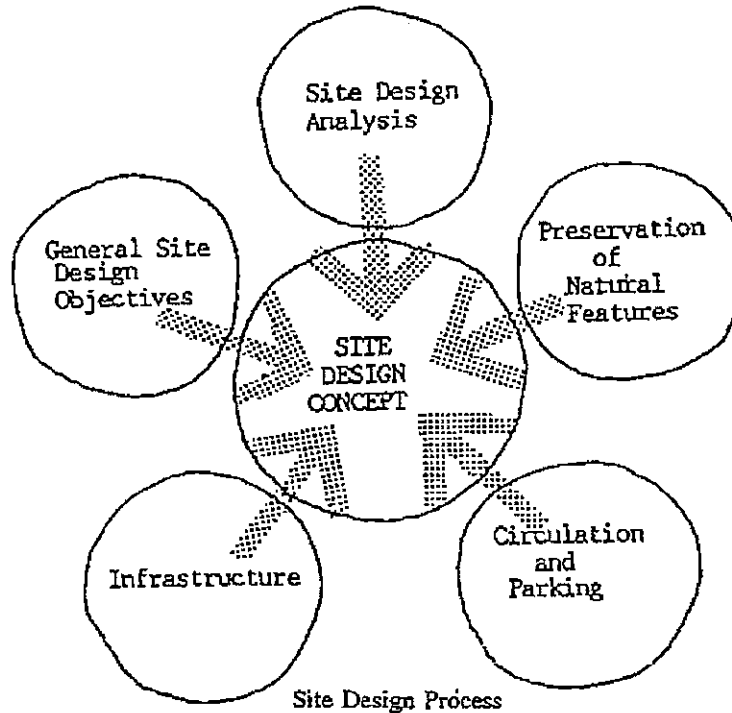 Site Design
Analysis
General Site
Design
Objectives
Preservation
of
Natural
Features
SITE
DESIGN
CONCEPT
Infrastructure
Circulation
and
Parking
Site Design Process